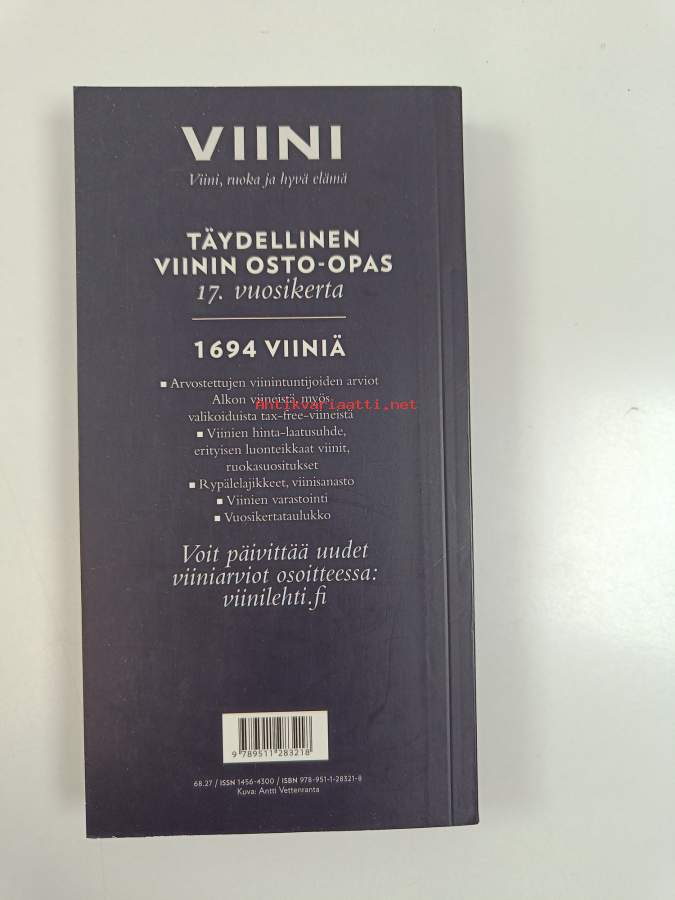 VIINI
Viini, ruoka ja hyvä elämä
TÄYDELLINEN
VIININ OSTO-OPAS
17. vuosikerta
1694 VIINIÄ
▪ Arvostettujen viinintuntijoiden arviot
Alkon viineistä, myös
Antikvariaatti.net
valikoiduista tax-free-viineistä
▪ Viinien hinta-laatusuhde,
erityisen luonteikkaat viinit,
ruokasuositukset
▪ Rypälelajikkeet, viinisanasto
▪ Viinien varastointi
▪ Vuosikertataulukko
Voit päivittää uudet
viiniarviot osoitteessa:
viinilehti.fi
9 789511 283218
68.27 / ISSN 1456-4300 / ISBN 978-951-1-28321-8
Kuva: Antti Vettenranta